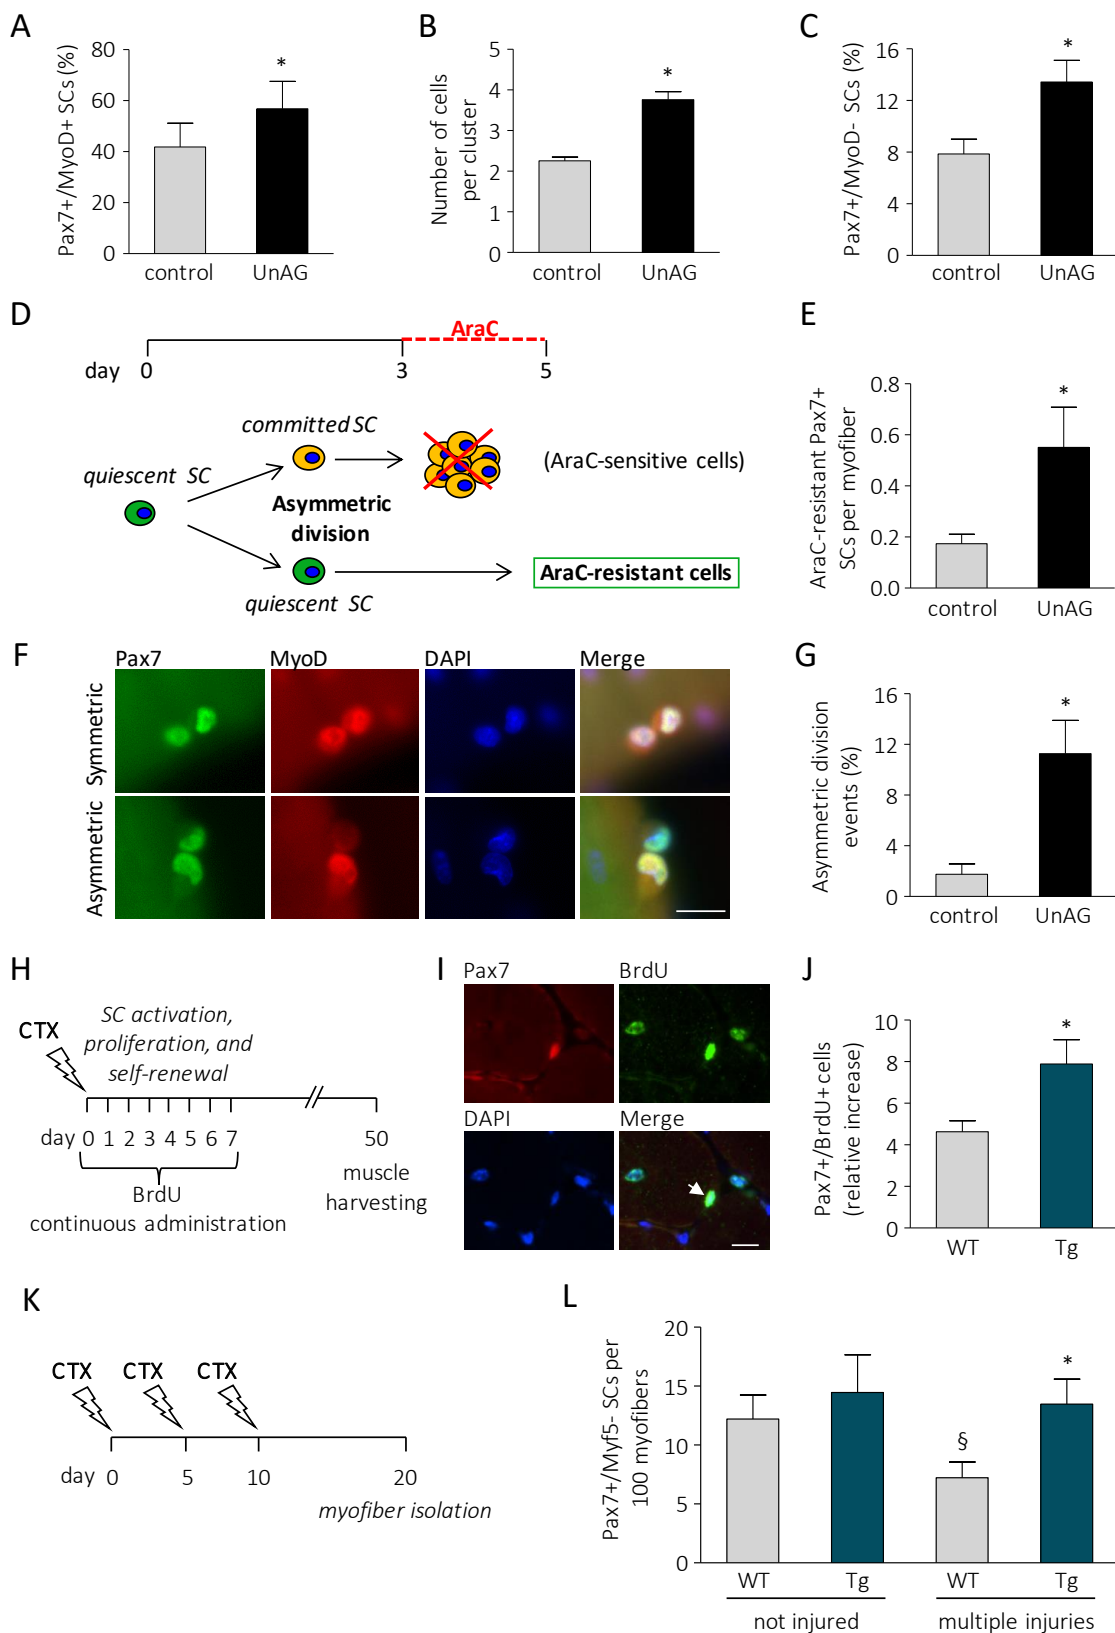 A
Pax7+/MyoD+ SCs (%)
80
60
40
20
0
*
control
UnAG
B
Number of cells
per cluster
5
4
3
2
1
0
*
control
UnAG
C
Pax7+/MyoD- SCs (%)
16
12
8
4
0
*
control
UnAG
D
AraC
day
0
3
5
committed SC
quiescent SC
(AraC-sensitive cells)
Asymmetric
division
AraC-resistant cells
quiescent SC
E
AraC-resistant Pax7+
SCs per myofiber
0.8
0.6
0.4
0.2
0.0
*
control
UnAG
F
Pax7
MyoD
DAPI
Merge
Symmetric
Asymmetric
G
Asymmetric division
events (%)
16
12
8
4
0
*
control
UnAG
H
CTX
SC activation,
proliferation, and
self-renewal
day 0 1 2 3 4 5 6 7
50
BrdU
continuous administration
muscle
harvesting
I
Pax7
BrdU
DAPI
Merge
J
Pax7+/BrdU+ cells
(relative increase)
10
8
6
4
2
0
*
WT
Tg
K
CTX
CTX
CTX
day 0 5 10 20
myofiber isolation
L
Pax7+/Myf5- SCs per
100 myofibers
20
15
10
5
0
§
*
WT
Tg
WT
Tg
not injured
multiple injuries